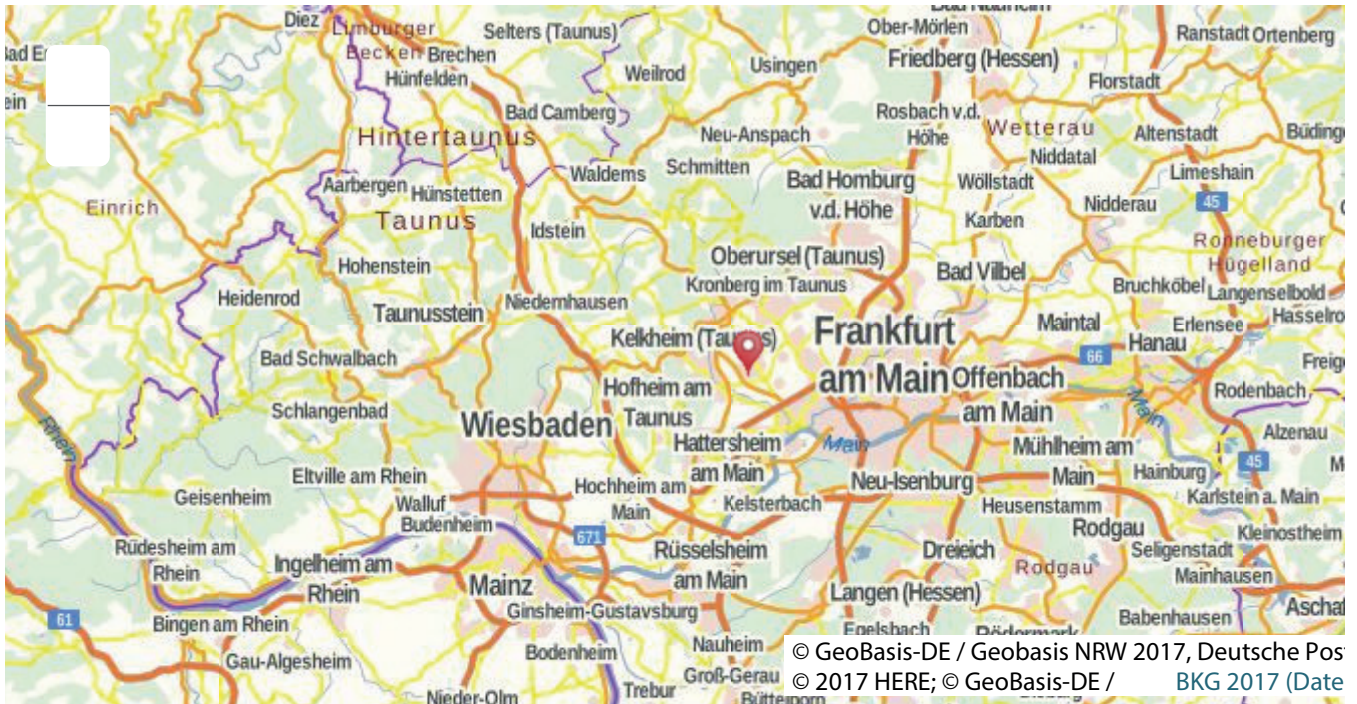 Diez
Limburger
Becken
Selters (Taunus)
Brechen
Hünfelden
Weilrod
Usingen
Ober-Mörlen
Bad Nauheim
Friedberg (Hessen)
Ranstadt
Ortenberg
Florstadt
Bad Camberg
Hintertaunus
Neu-Anspach
Rosbach v.d.
Höhe
Wetterau
Altenstadt
Niddatal
Limeshain
Schmitten
Waldems
Aarbergen
Hünstetten
Bad Homburg
v.d. Höhe
Wöllstadt
Nidderau
45
Einrich
Taunus
Idstein
Karben
Ronneburger
Hügelland
Hohenstein
Oberursel (Taunus)
Bad Vilbel
Kronberg im Taunus
Bruchköbel
Langenselbold
Heidenrod
Niedernhausen
Taunusstein
Kelkheim (Tau
s)
Frankfurt
am Main
Maintal
Erlensee
Hanau
66
Bad Schwalbach
Hofheim am
Taunus
Offenbach
am Main
Rodenbach
Schlangenbad
Wiesbaden
Rhein
Hattersheim
am Main
Main
Main
Mühlheim am
Main
Alzenau
Hainburg
45
Eltville am Rhein
Geisenheim
Walluf
Budenheim
Hochheim am
Main
Kelsterbach
Neu-Isenburg
Heusenstamm
Karlstein a. Main
Rodgau
Kleinostheim
671
Rüdesheim am
Rhein
Ingelheim am
Rhein
Mainz
Rüsselsheim
am Main
Dreieich
Rodgau
Seligenstadt
Mainhausen
Langen (Hessen)
Ginsheim-Gustavsburg
61
Bingen am Rhein
Babenhausen
Egelsbach
Rödermark
Nauheim
Bodenheim
Gau-Algesheim
Groß-Gerau
Trebur
Nieder-Olm
Büttelborn
© GeoBasis-DE / Geobasis NRW 2017, Deutsche Pos
© 2017 HERE; © GeoBasis-DE / BKG 2017 (Date